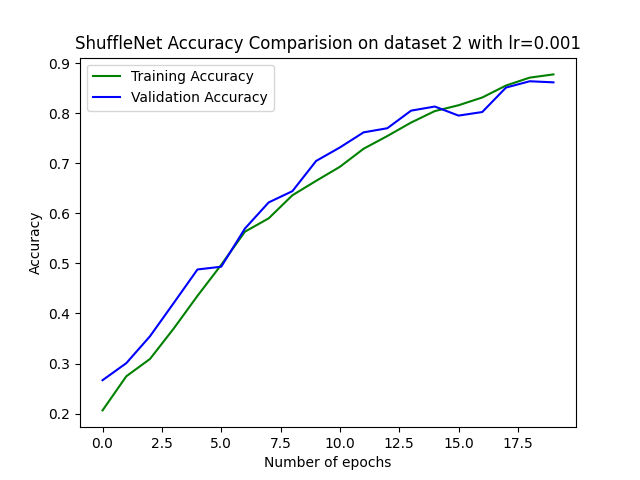 ShuffleNet Accuracy Comparision on dataset 2 with lr=0.001
Training Accuracy
Validation Accuracy
Accuracy
0.9
0.8
0.7
0.6
0.5
0.4
0.3
0.2
0.0 2.5 5.0 7.5 10.0 12.5 15.0 17.5
Number of epochs